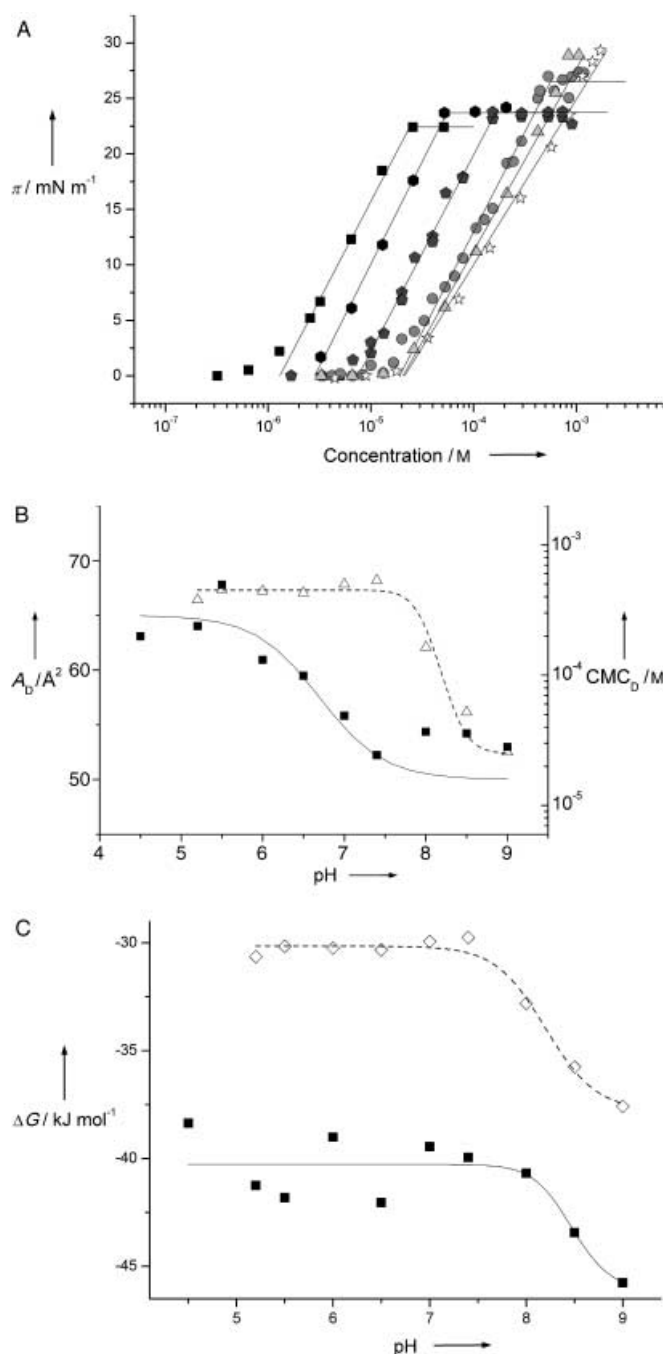 A
30
25
20
π / mN m⁻¹
15
10
5
0
10⁻⁷ 10⁻⁶ 10⁻⁵ 10⁻⁴ 10⁻³
Concentration / M
B
70
60
50
A_D / Å²
10⁻³
10⁻⁴
10⁻⁵
CMC_D / M
4 5 6 7 8 9
pH
C
-30
-35
ΔG / kJ mol⁻¹
-40
-45
5 6 7 8 9
pH